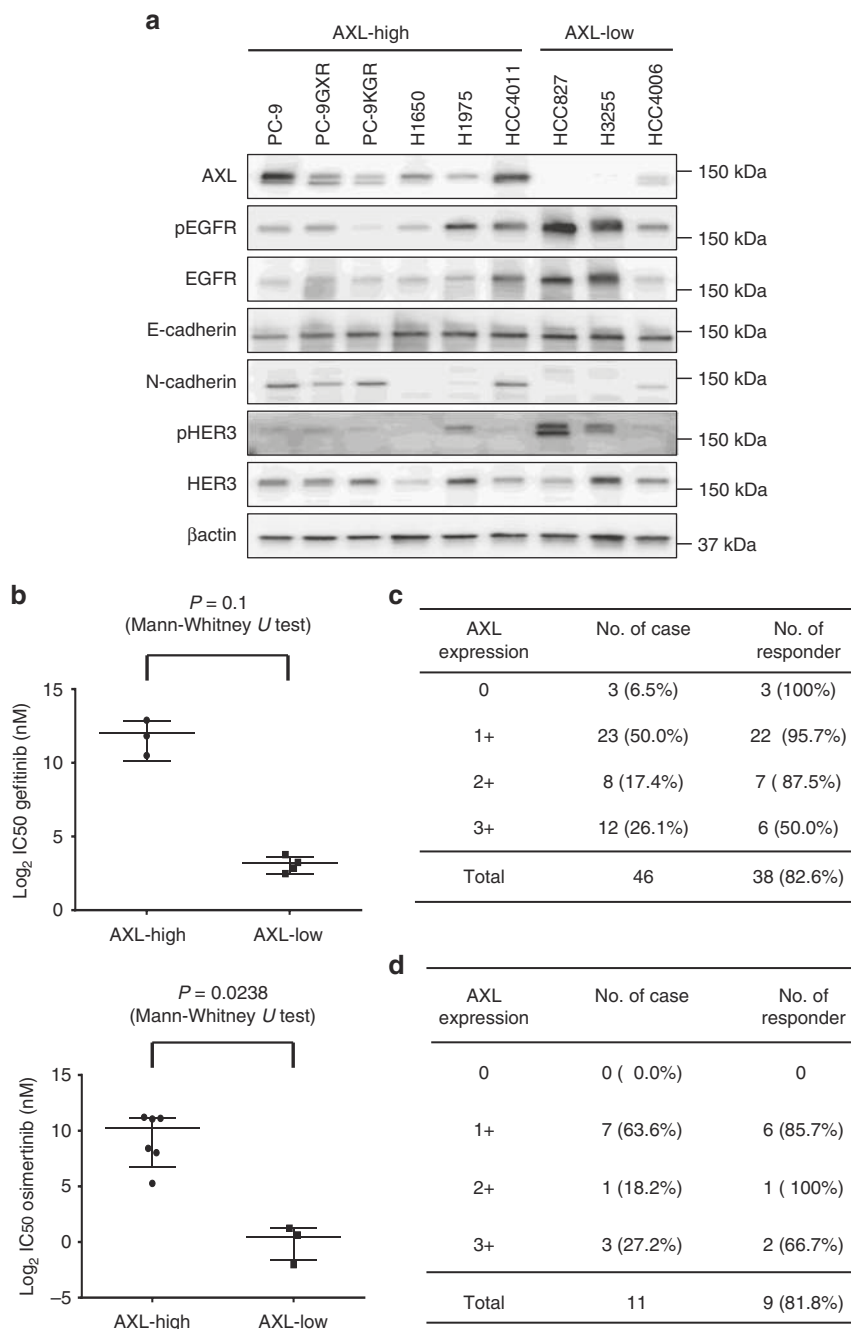 a
AXL-high
AXL-low
PC-9
PC-9GXR
PC-9KGR
H1650
H1975
HCC4011
HCC827
H3255
HCC4006
AXL
150 kDa
pEGFR
150 kDa
EGFR
150 kDa
E-cadherin
150 kDa
N-cadherin
150 kDa
pHER3
150 kDa
HER3
150 kDa
βactin
37 kDa
b
P = 0.1
(Mann-Whitney U test)
Log2 IC50 gefitinib (nM)
15
10
5
0
AXL-high
AXL-low
P = 0.0238
(Mann-Whitney U test)
Log2 IC50 osimertinib (nM)
15
10
5
0
–5
AXL-high
AXL-low
c
AXL expression No. of case No. of responder
0 3 (6.5%) 3 (100%)
1+ 23 (50.0%) 22 (95.7%)
2+ 8 (17.4%) 7 ( 87.5%)
3+ 12 (26.1%) 6 (50.0%)
Total 46 38 (82.6%)
d
AXL expression No. of case No. of responder
0 0 ( 0.0%) 0
1+ 7 (63.6%) 6 (85.7%)
2+ 1 (18.2%) 1 ( 100%)
3+ 3 (27.2%) 2 (66.7%)
Total 11 9 (81.8%)